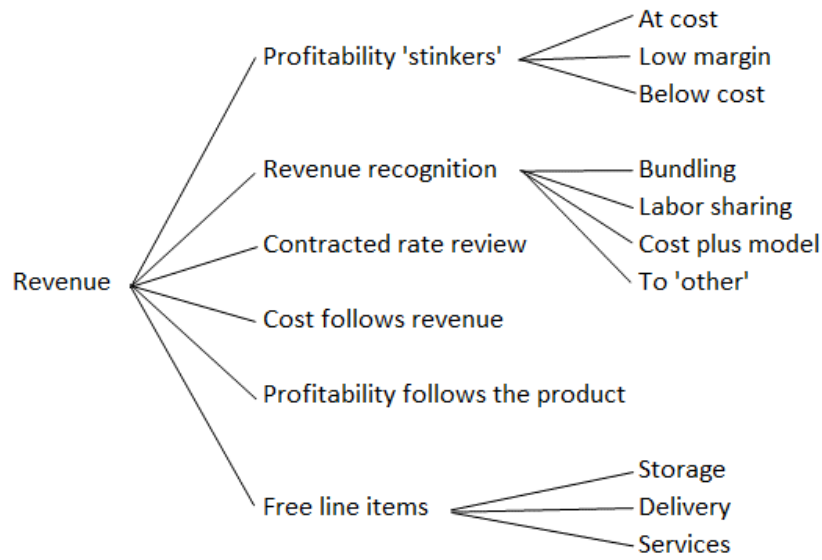 Revenue
Profitability 'stinkers'
At cost
Low margin
Below cost
Revenue recognition
Bundling
Labor sharing
Cost plus model
To 'other'
Contracted rate review
Cost follows revenue
Profitability follows the product
Free line items
Storage
Delivery
Services